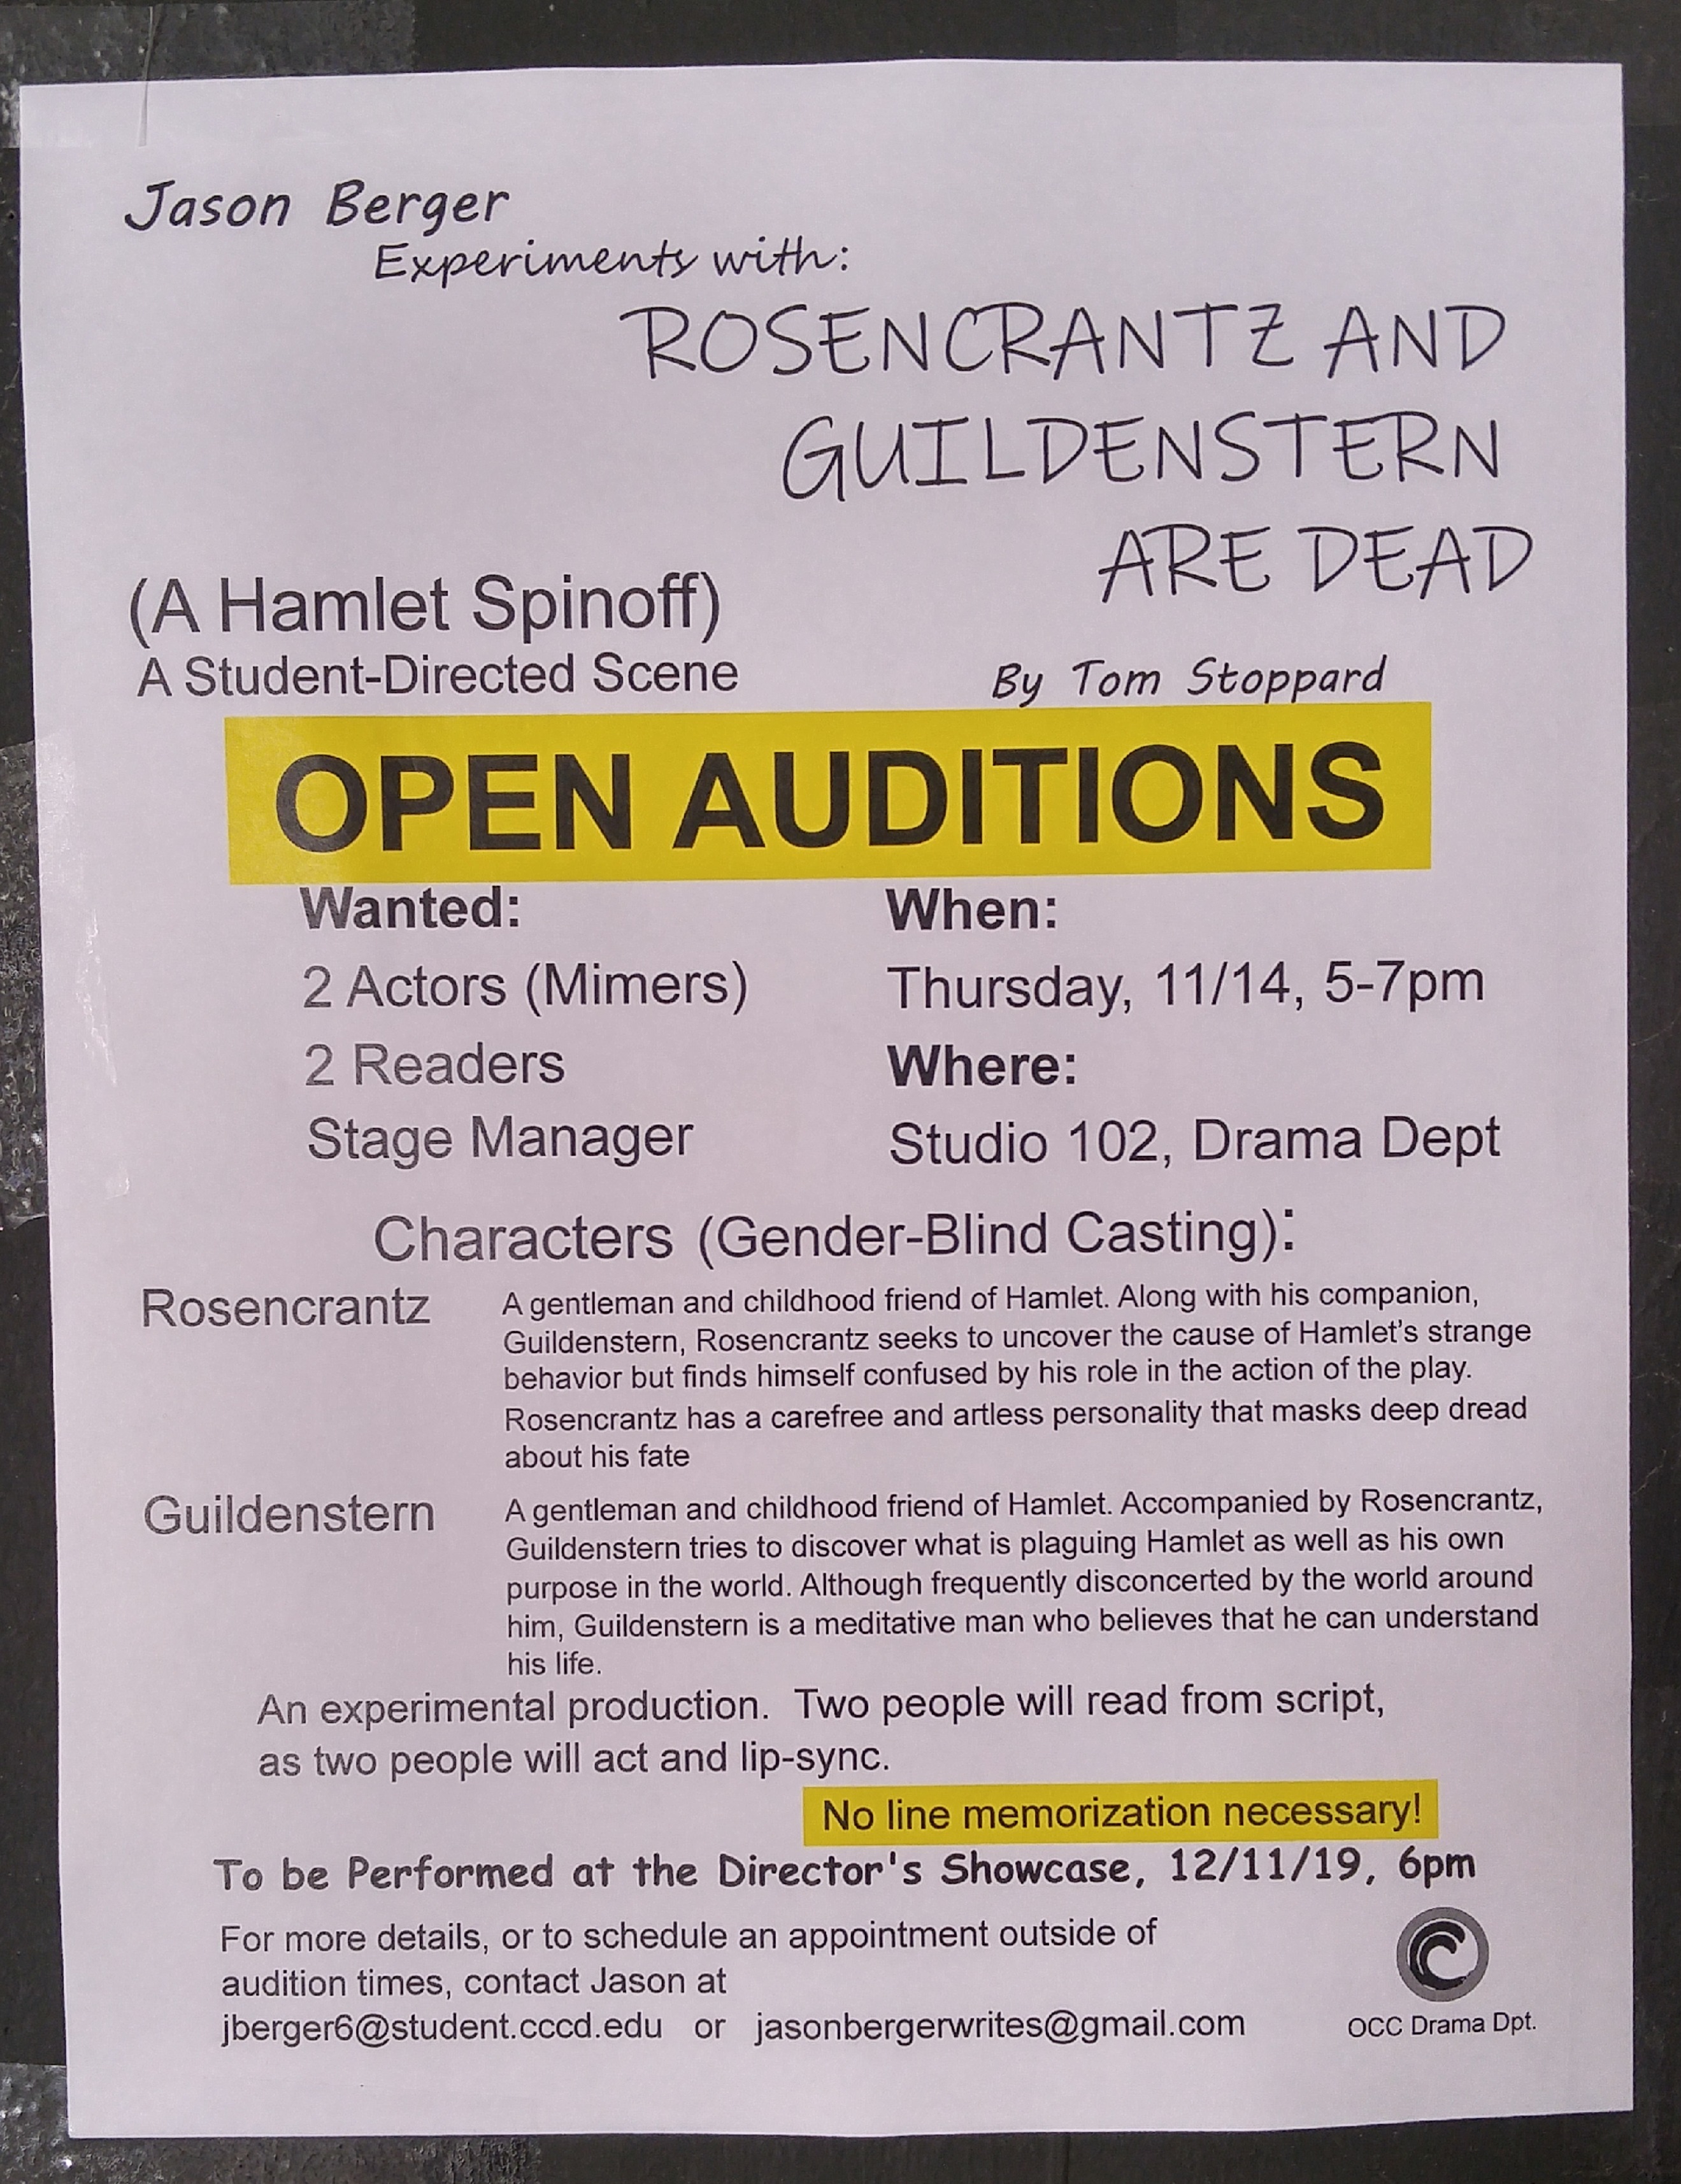 Jason Berger
Experiments with:
ROSENCRANTZ AND
GUILDENSTERN
ARE DEAD
(A Hamlet Spinoff)
A Student-Directed Scene
By Tom Stoppard
OPEN AUDITIONS
Wanted:
2 Actors (Mimers)
2 Readers
Stage Manager
When:
Thursday, 11/14, 5-7pm
Where:
Studio 102, Drama Dept
Characters (Gender-Blind Casting):
Rosencrantz
A gentleman and childhood friend of Hamlet. Along with his companion,
Guildenstern, Rosencrantz seeks to uncover the cause of Hamlet's strange
behavior but finds himself confused by his role in the action of the play.
Rosencrantz has a carefree and artless personality that masks deep dread
about his fate
Guildenstern
A gentleman and childhood friend of Hamlet. Accompanied by Rosencrantz,
Guildenstern tries to discover what is plaguing Hamlet as well as his own
purpose in the world. Although frequently disconcerted by the world around
him, Guildenstern is a meditative man who believes that he can understand
his life.
An experimental production. Two people will read from script,
as two people will act and lip-sync.
No line memorization necessary!
To be Performed at the Director's Showcase, 12/11/19, 6pm
For more details, or to schedule an appointment outside of
audition times, contact Jason at
jberger6@student.cccd.edu or jasonbergerwrites@gmail.com
OCC Drama Dpt.